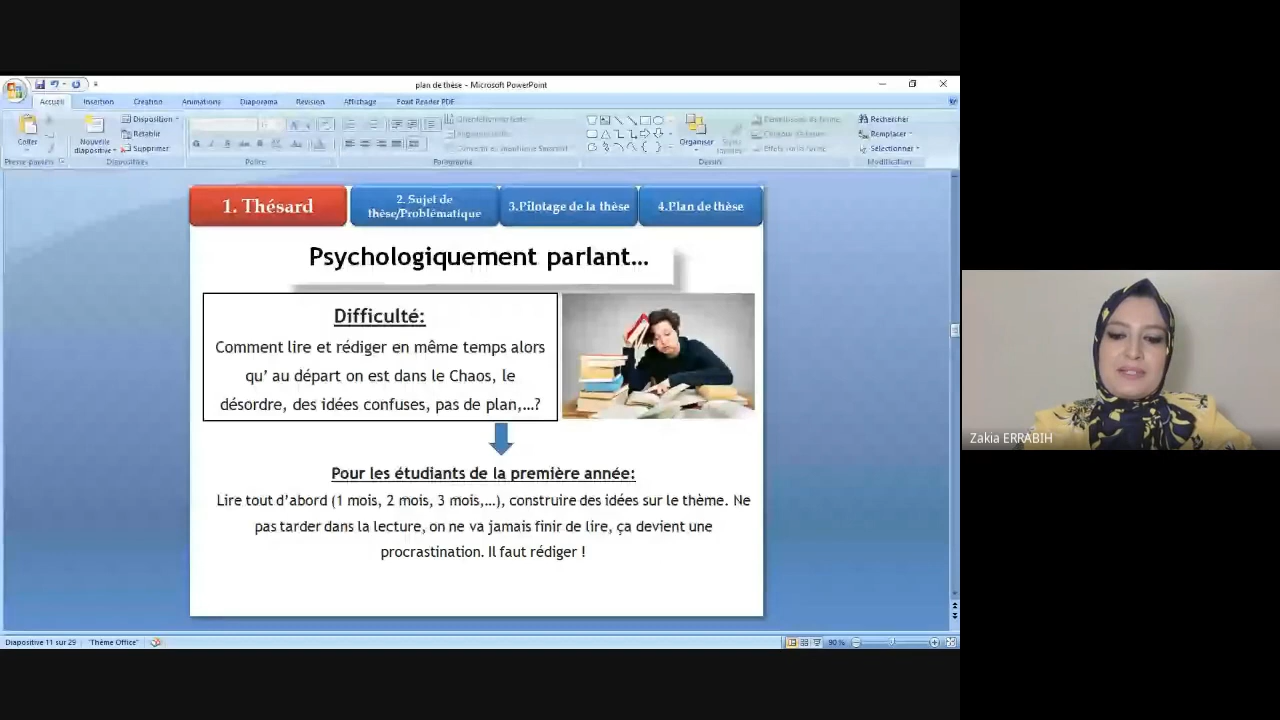 plan de thèse - Microsoft PowerPoint
Accueil Insertion Création Animations Diaporama Révision Affichage Foxit Reader PDF
Coller
Nouvelle diapositive
Disposition
Rétablir
Supprimer
Organiser
Rechercher
Remplacer
Sélectionner
Diapositives Police Paragraphe Dessin Modification
1. Thésard
2. Sujet de
thèse/Problématique
3.Pilotage de la thèse
4.Plan de thèse
Psychologiquement parlant...
Difficulté:
Comment lire et rédiger en même temps alors
qu' au départ on est dans le Chaos, le
désordre, des idées confuses, pas de plan,...?
Pour les étudiants de la première année:
Lire tout d'abord (1 mois, 2 mois, 3 mois,...), construire des idées sur le thème. Ne
pas tarder dans la lecture, on ne va jamais finir de lire, ça devient une
procrastination. Il faut rédiger !
Zakia ERRABIH
Diapositive 11 sur 29 "Thème Office" 90 %